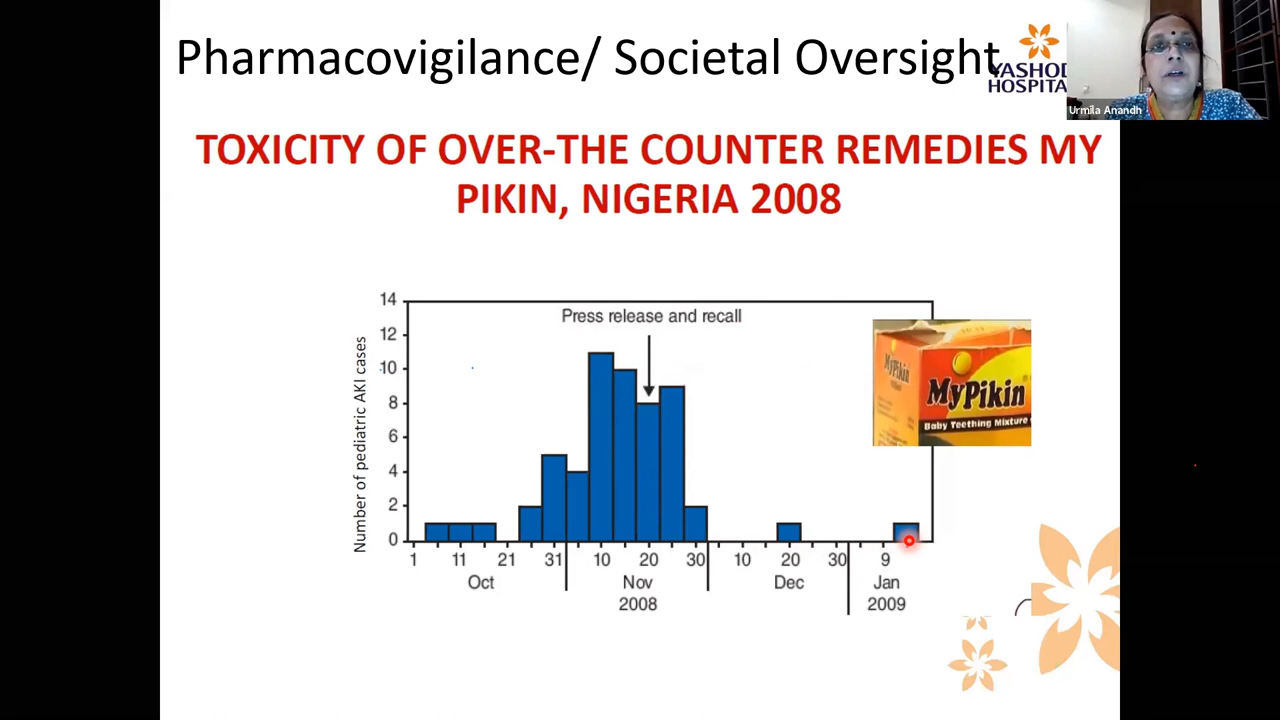 Pharmacovigilance/ Societal Oversight
YASHOD
HOSPITA
Urmila Anandh
TOXICITY OF OVER-THE COUNTER REMEDIES MY
PIKIN, NIGERIA 2008
Number of pediatric AKI cases
14
12
10
8
6
4
2
0
Press release and recall
1 11 21 31 10 20 30 10 20 30 9
Oct Nov Dec Jan
2008 2009
MyPikin
MyPikin
Baby Teething Mixture